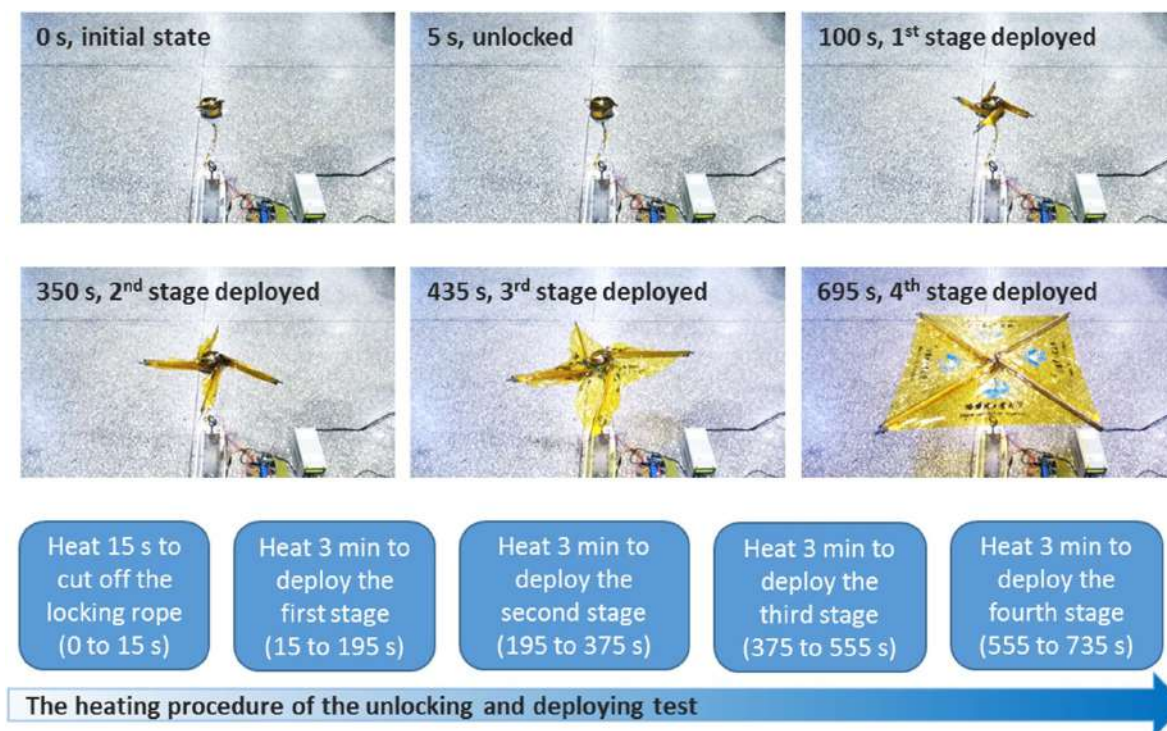 0 s, initial state
5 s, unlocked
100 s, 1st stage deployed
350 s, 2nd stage deployed
435 s, 3rd stage deployed
695 s, 4th stage deployed
Heat 15 s to
cut off the
locking rope
(0 to 15 s)
Heat 3 min to
deploy the
first stage
(15 to 195 s)
Heat 3 min to
deploy the
second stage
(195 to 375 s)
Heat 3 min to
deploy the
third stage
(375 to 555 s)
Heat 3 min to
deploy the
fourth stage
(555 to 735 s)
The heating procedure of the unlocking and deploying test